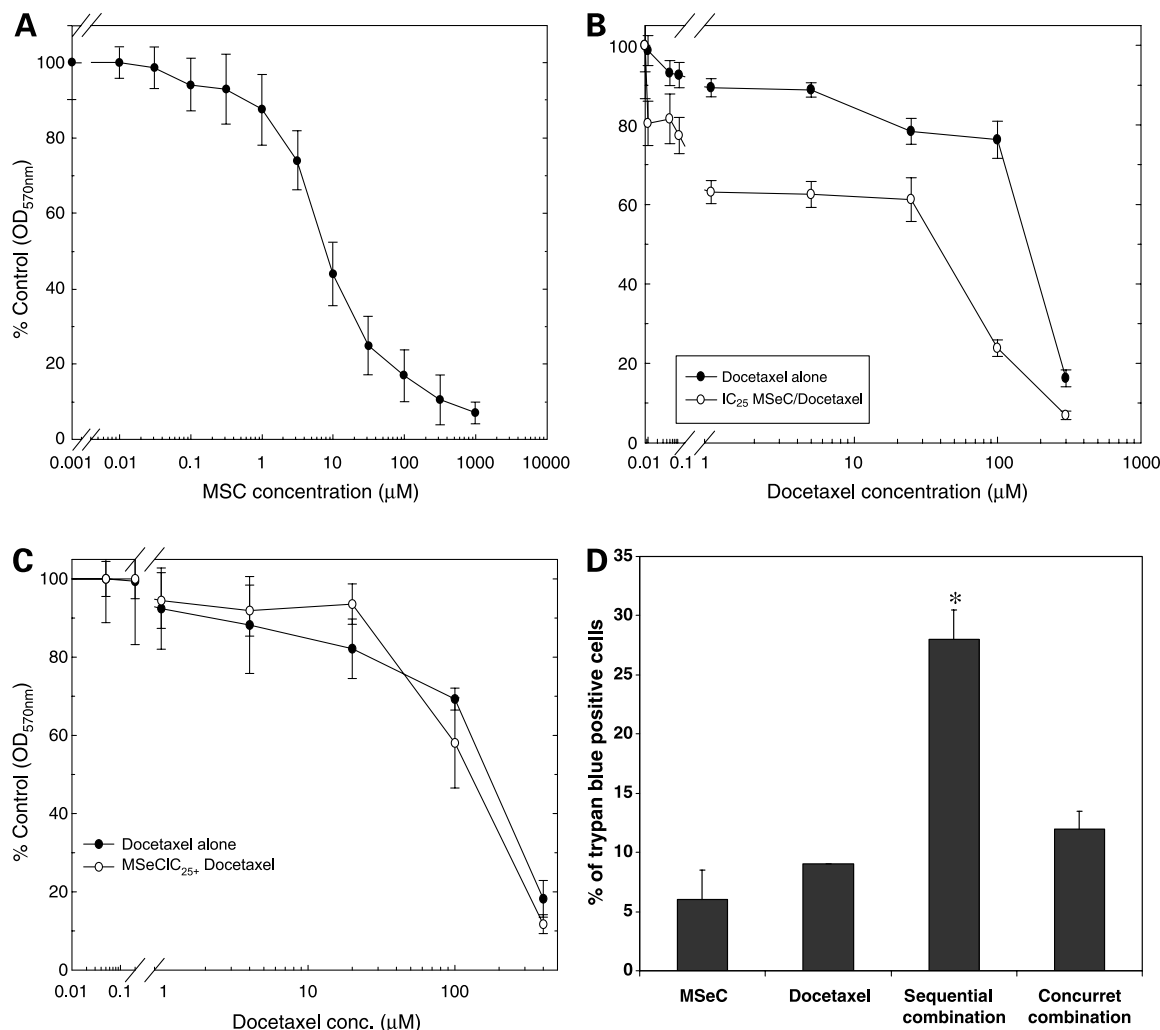 A
100
80
60
40
20
0
% Control (OD570nm)
0.001 0.01 0.1 1 10 100 1000 10000
MSC concentration (µM)
B
100
80
60
40
20
0
Docetaxel alone
IC25 MSeC/Docetaxel
0.01 0.1 1 10 100 1000
Docetaxel concentration (µM)
C
100
80
60
40
20
0
% Control (OD570nm)
Docetaxel alone
MSeCIC25+ Docetaxel
0.01 0.1 1 10 100
Docetaxel conc. (µM)
D
35
30
25
20
15
10
5
0
% of trypan blue positive cells
*
MSeC Docetaxel Sequential combination Concurret combination